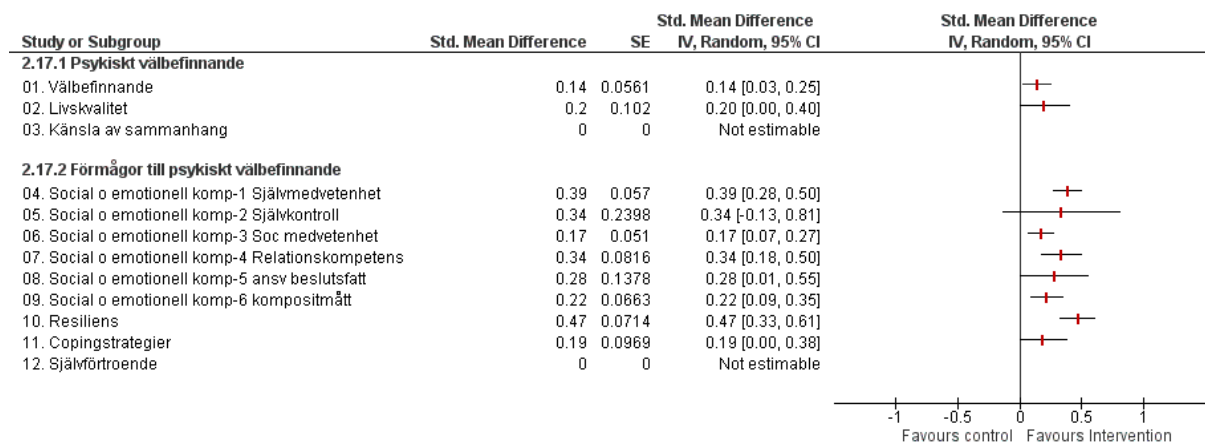 Std. Mean Difference Std. Mean Difference
Study or Subgroup Std. Mean Difference SE IV, Random, 95% CI IV, Random, 95% CI
2.17.1 Psykiskt välbefinnande
01. Välbefinnande 0.14 0.0561 0.14 [0.03, 0.25]
02. Livskvalitet 0.2 0.102 0.20 [0.00, 0.40]
03. Känsla av sammanhang 0 0 Not estimable
2.17.2 Förmågor till psykiskt välbefinnande
04. Social o emotionell komp-1 Självmedvetenhet 0.39 0.057 0.39 [0.28, 0.50]
05. Social o emotionell komp-2 Självkontroll 0.34 0.2398 0.34 [-0.13, 0.81]
06. Social o emotionell komp-3 Soc medvetenhet 0.17 0.051 0.17 [0.07, 0.27]
07. Social o emotionell komp-4 Relationskompetens 0.34 0.0816 0.34 [0.18, 0.50]
08. Social o emotionell komp-5 ansv beslutsfatt 0.28 0.1378 0.28 [0.01, 0.55]
09. Social o emotionell komp-6 kompositmått 0.22 0.0663 0.22 [0.09, 0.35]
10. Resiliens 0.47 0.0714 0.47 [0.33, 0.61]
11. Copingstrategier 0.19 0.0969 0.19 [0.00, 0.38]
12. Självförtroende 0 0 Not estimable
-1 -0.5 0 0.5 1
Favours control Favours Intervention